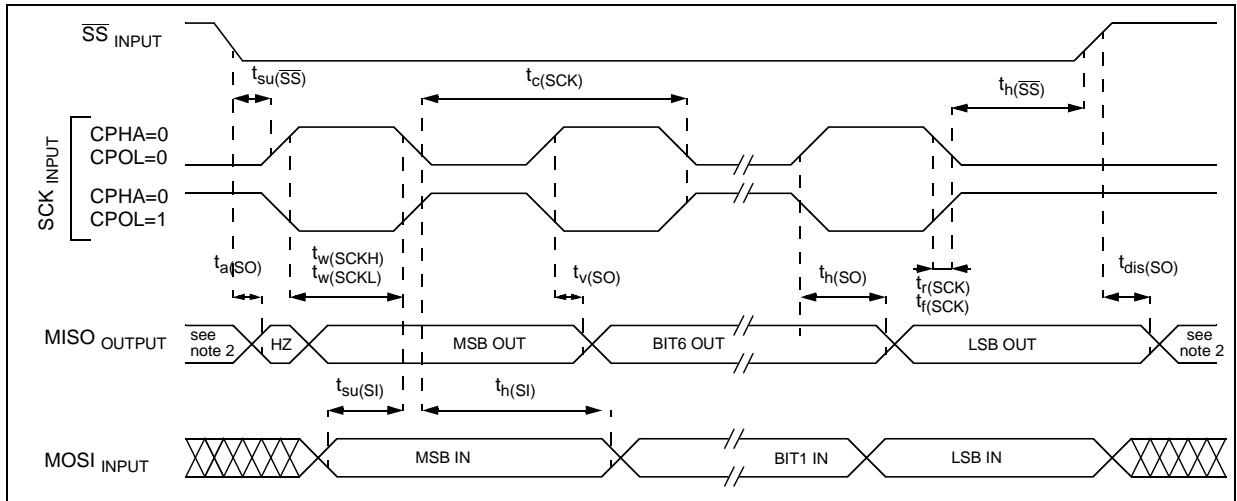 SS INPUT
tsu(SS)
tc(SCK)
th(SS)
SCK INPUT
CPHA=0
CPOL=0
CPHA=0
CPOL=1
ta(SO)
tw(SCKH)
tw(SCKL)
tv(SO)
th(SO)
tr(SCK)
tf(SCK)
tdis(SO)
MISO OUTPUT
see
note 2
HZ
MSB OUT
BIT6 OUT
LSB OUT
see
note 2
tsu(SI)
th(SI)
MOSI INPUT
MSB IN
BIT1 IN
LSB IN